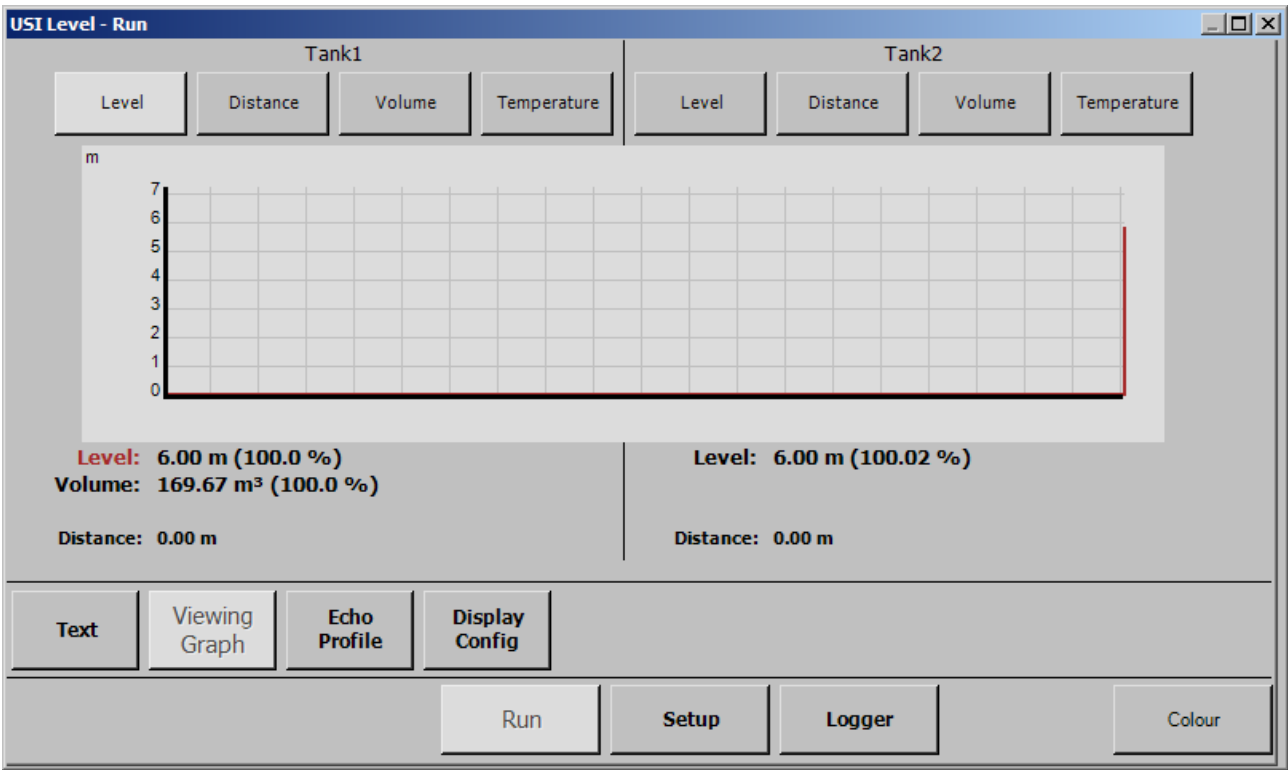 USI Level - Run
Tank1
Tank2
Level Distance Volume Temperature Level Distance Volume Temperature
m
7
6
5
4
3
2
1
0
Level: 6.00 m (100.0 %)
Level: 6.00 m (100.02 %)
Volume: 169.67 m³ (100.0 %)
Distance: 0.00 m
Distance: 0.00 m
Text
Viewing
Graph
Echo
Profile
Display
Config
Run Setup Logger Colour